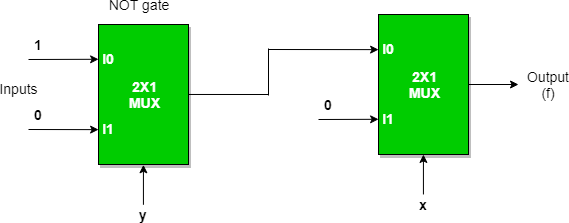 NOT gate
1
I0
Inputs
2X1
MUX
0
I1
y
I0
2X1
MUX
0
I1
x
Output
(f)